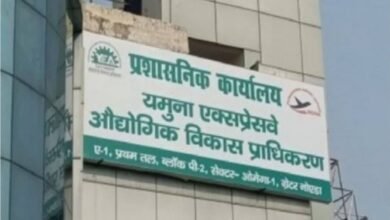 प्रशासनिक कार्यालय
यमुना एक्सप्रेसवे
औद्योगिक विकास प्राधिकरण
ए-1, प्रथम तल, ब्लॉक पी-2, सेक्टर- ओमेगा-1, ग्रेटर नोएडा